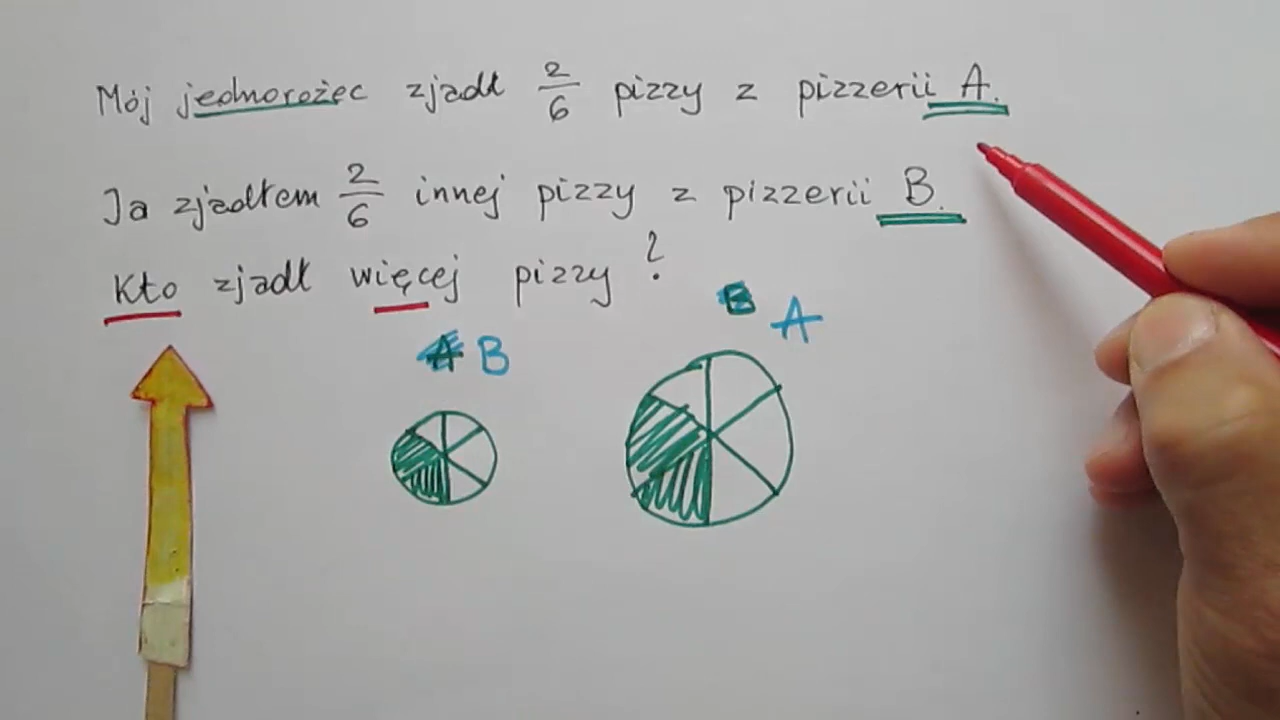 Mój jednorożec zjadł 2/6 pizzy z pizzerii A.
Ja zjadłem 2/6 innej pizzy z pizzerii B.
Kto zjadł więcej pizzy?
B
A